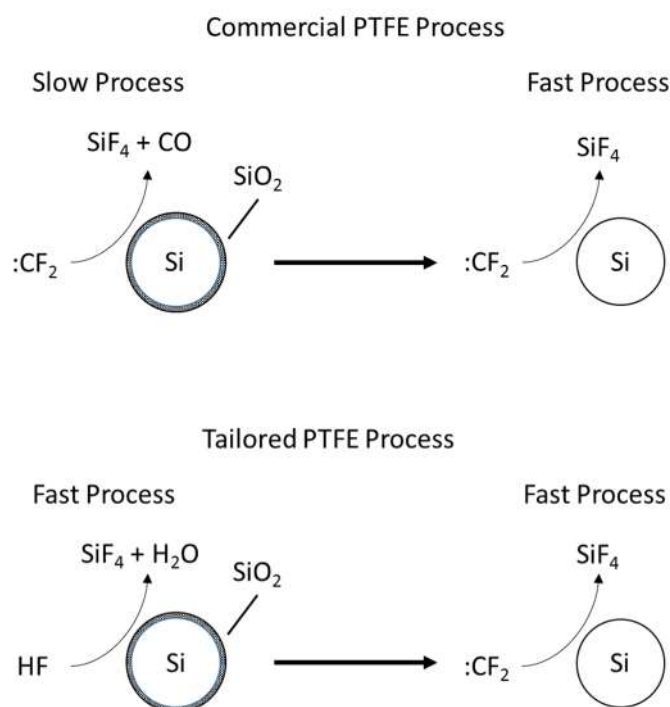 Commercial PTFE Process
Slow Process
Fast Process
SiF₄ + CO
SiF₄
SiO₂
:CF₂
Si
:CF₂
Si
Tailored PTFE Process
Fast Process
Fast Process
SiF₄ + H₂O
SiF₄
SiO₂
HF
Si
:CF₂
Si